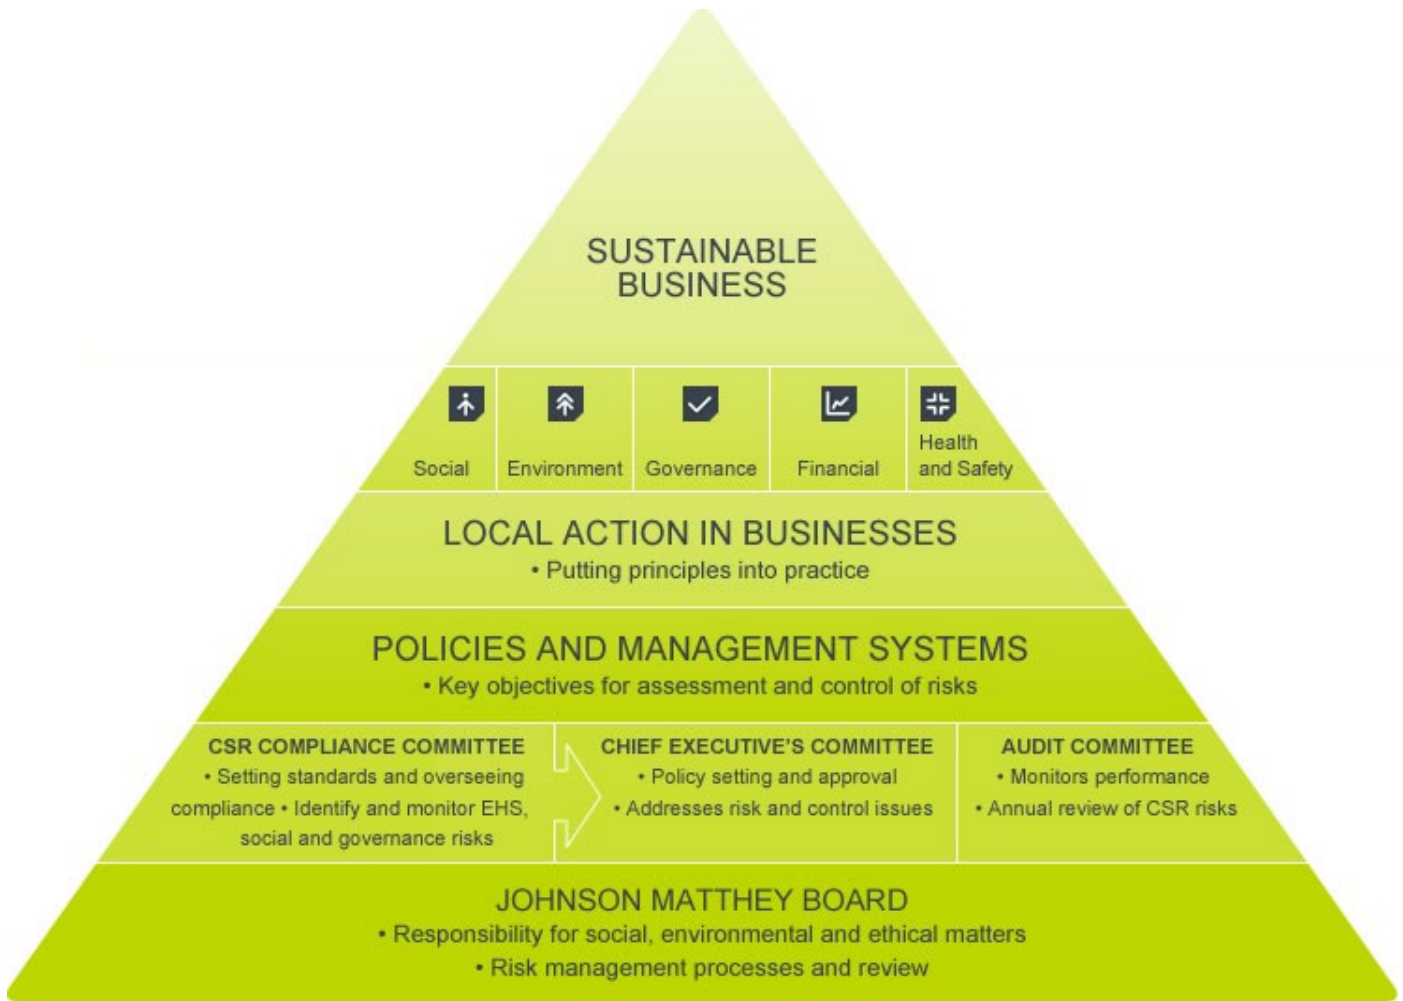 SUSTAINABLE
BUSINESS
Social
Environment
Governance
Financial
Health
and Safety
LOCAL ACTION IN BUSINESSES
• Putting principles into practice
POLICIES AND MANAGEMENT SYSTEMS
• Key objectives for assessment and control of risks
CSR COMPLIANCE COMMITTEE
• Setting standards and overseeing
compliance • Identify and monitor EHS,
social and governance risks
CHIEF EXECUTIVE'S COMMITTEE
• Policy setting and approval
• Addresses risk and control issues
AUDIT COMMITTEE
• Monitors performance
• Annual review of CSR risks
JOHNSON MATTHEY BOARD
• Responsibility for social, environmental and ethical matters
• Risk management processes and review